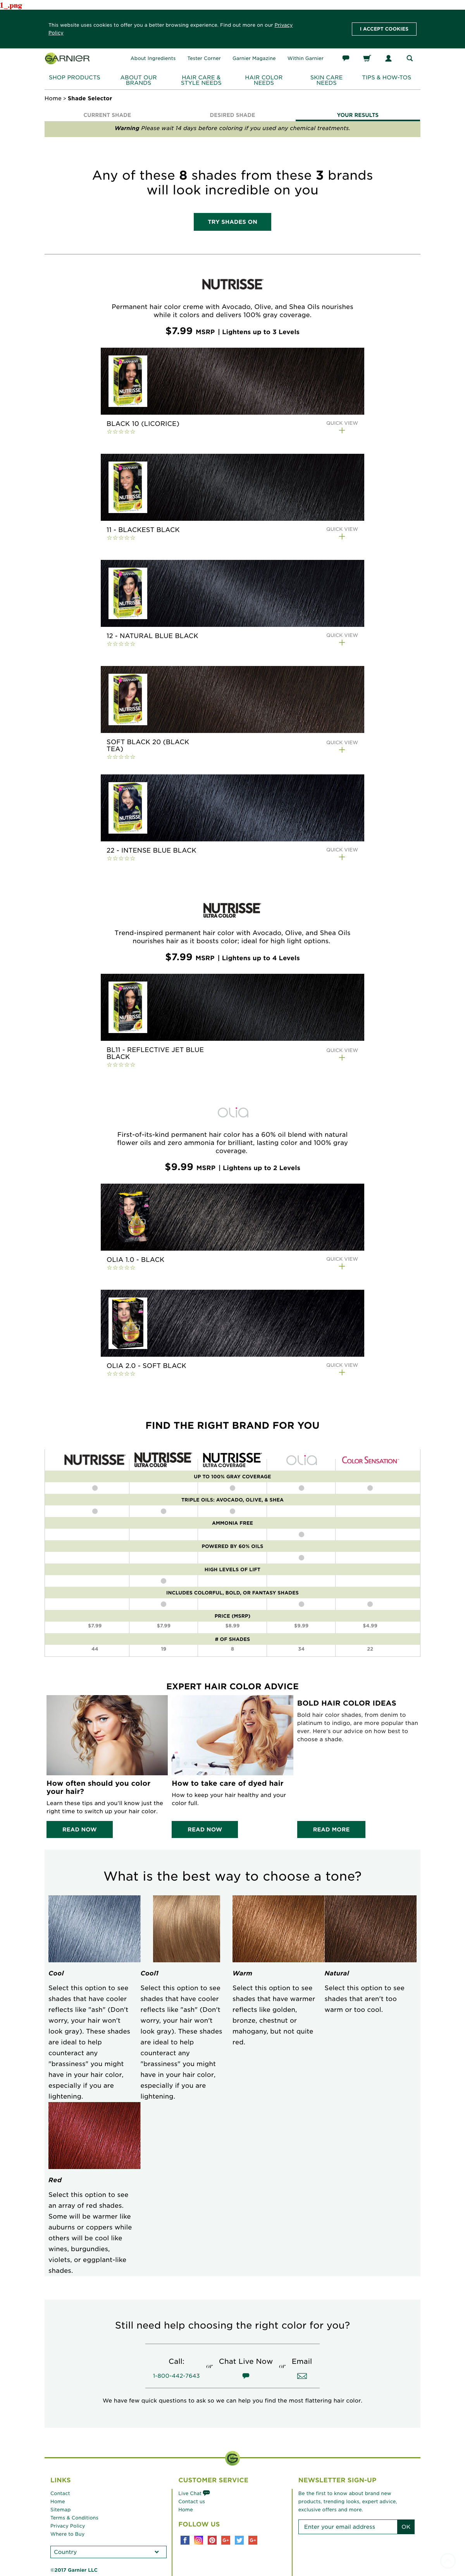 1_.png
This website uses cookies to offer you a better browsing experience. Find out more on our Privacy
Policy
I ACCEPT COOKIES
GARNIER
About Ingredients
Tester Corner
Garnier Magazine
Within Garnier
SHOP PRODUCTS
ABOUT OUR
BRANDS
HAIR CARE &
STYLE NEEDS
HAIR COLOR
NEEDS
SKIN CARE
NEEDS
TIPS & HOW-TOS
Home > Shade Selector
CURRENT SHADE
DESIRED SHADE
YOUR RESULTS
Warning Please wait 14 days before coloring if you used any chemical treatments.
Any of these 8 shades from these 3 brands
will look incredible on you
TRY SHADES ON
NUTRISSE
Permanent hair color creme with Avocado, Olive, and Shea Oils nourishes
while it colors and delivers 100% gray coverage.
$7.99 MSRP | Lightens up to 3 Levels
NUTRISSE
BLACK 10 (LICORICE)
QUICK VIEW
NUTRISSE
11 - BLACKEST BLACK
QUICK VIEW
NUTRISSE
12 - NATURAL BLUE BLACK
QUICK VIEW
NUTRISSE
SOFT BLACK 20 (BLACK
TEA)
QUICK VIEW
NUTRISSE
22 - INTENSE BLUE BLACK
QUICK VIEW
NUTRISSE
ULTRA COLOR
Trend-inspired permanent hair color with Avocado, Olive, and Shea Oils
nourishes hair as it boosts color; ideal for high light options.
$7.99 MSRP | Lightens up to 4 Levels
NUTRISSE
BL11 - REFLECTIVE JET BLUE
BLACK
QUICK VIEW
OLIA
First-of-its-kind permanent hair color has a 60% oil blend with natural
flower oils and zero ammonia for brilliant, lasting color and 100% gray
coverage.
$9.99 MSRP | Lightens up to 2 Levels
OLIA 1.0 - BLACK
QUICK VIEW
OLIA 2.0 - SOFT BLACK
QUICK VIEW
FIND THE RIGHT BRAND FOR YOU
NUTRISSE
NUTRISSE
ULTRA COLOR
NUTRISSE
ULTRA COVERAGE
OLIA
COLOR SENSATION
UP TO 100% GRAY COVERAGE
TRIPLE OILS: AVOCADO, OLIVE, & SHEA
AMMONIA FREE
POWERED BY 60% OILS
HIGH LEVELS OF LIFT
INCLUDES COLORFUL, BOLD, OR FANTASY SHADES
PRICE (MSRP)
$7.99 $7.99 $8.99 $9.99 $4.99
# OF SHADES
44 19 8 34 22
EXPERT HAIR COLOR ADVICE
How often should you color
your hair?
Learn these tips and you'll know just the
right time to switch up your hair color.
READ NOW
How to take care of dyed hair
How to keep your hair healthy and your
color full.
READ NOW
BOLD HAIR COLOR IDEAS
Bold hair color shades, from denim to
platinum to indigo, are more popular than
ever. Here's our advice on how best to
choose a shade.
READ MORE
What is the best way to choose a tone?
Cool
Select this option to see
shades that have cooler
reflects like "ash" (Don't
worry, your hair won't
look gray). These shades
are ideal to help
counteract any
"brassiness" you might
have in your hair color,
especially if you are
lightening.
Cool1
Select this option to see
shades that have cooler
reflects like "ash" (Don't
worry, your hair won't
look gray). These shades
are ideal to help
counteract any
"brassiness" you might
have in your hair color,
especially if you are
lightening.
Warm
Select this option to see
shades that have warmer
reflects like golden,
bronze, chestnut or
mahogany, but not quite
red.
Natural
Select this option to see
shades that aren't too
warm or too cool.
Red
Select this option to see
an array of red shades.
Some will be warmer like
auburns or coppers while
others will be cool like
wines, burgundies,
violets, or eggplant-like
shades.
Still need help choosing the right color for you?
Call:
1-800-442-7643
or
Chat Live Now
or
Email
We have few quick questions to ask so we can help you find the most flattering hair color.
G
LINKS
Contact
Home
Sitemap
Terms & Conditions
Privacy Policy
Where to Buy
Country
©2017 Garnier LLC
CUSTOMER SERVICE
Live Chat
Contact us
Home
FOLLOW US
NEWSLETTER SIGN-UP
Be the first to know about brand new
products, trending looks, expert advice,
exclusive offers and more.
Enter your email address
OK